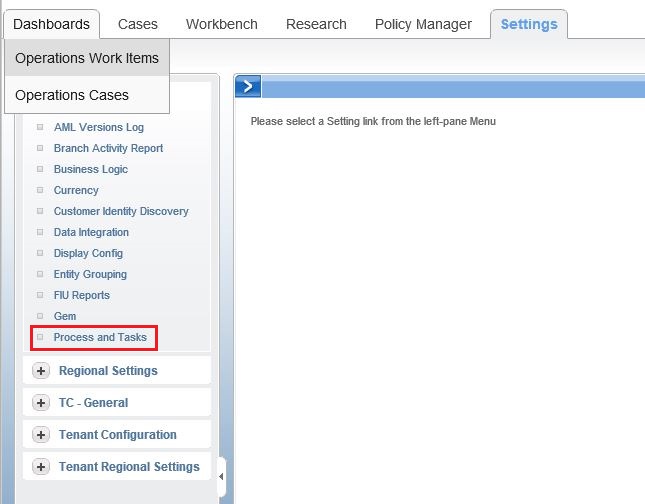 Dashboards Cases Workbench Research Policy Manager Settings
Operations Work Items
Operations Cases
Please select a Setting link from the left-pane Menu
AML Versions Log
Branch Activity Report
Business Logic
Currency
Customer Identity Discovery
Data Integration
Display Config
Entity Grouping
FIU Reports
Gem
Process and Tasks
Regional Settings
TC - General
Tenant Configuration
Tenant Regional Settings